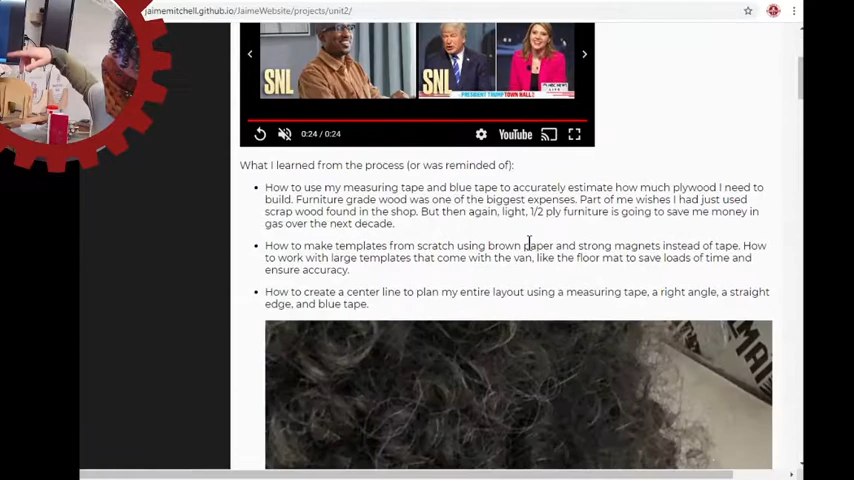 jaimemitchell.github.io/JaimeWebsite/projects/unit2/
SNL
SNL
PRESIDENT TRUMP TOWN HALL
0:24 / 0:24
YouTube
What I learned from the process (or was reminded of):
• How to use my measuring tape and blue tape to accurately estimate how much plywood I need to
build. Furniture grade wood was one of the biggest expenses. Part of me wishes I had just used
scrap wood found in the shop. But then again, light, 1/2 ply furniture is going to save me money in
gas over the next decade.
• How to make templates from scratch using brown paper and strong magnets instead of tape. How
to work with large templates that come with the van, like the floor mat to save loads of time and
ensure accuracy.
• How to create a center line to plan my entire layout using a measuring tape, a right angle, a straight
edge, and blue tape.